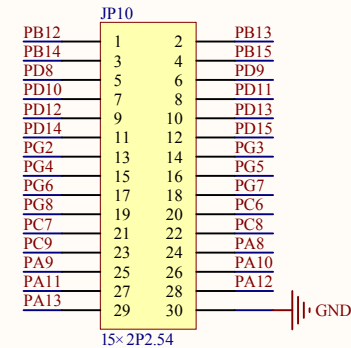 JP10
PB12 1 2 PB13
PB14 3 4 PB15
PD8 5 6 PD9
PD10 7 8 PD11
PD12 9 10 PD13
PD14 11 12 PD15
PG2 13 14 PG3
PG4 15 16 PG5
PG6 17 18 PG7
PG8 19 20 PC6
PC7 21 22 PC8
PC9 23 24 PA8
PA9 25 26 PA10
PA11 27 28 PA12
PA13 29 30 GND
15×2P2.54